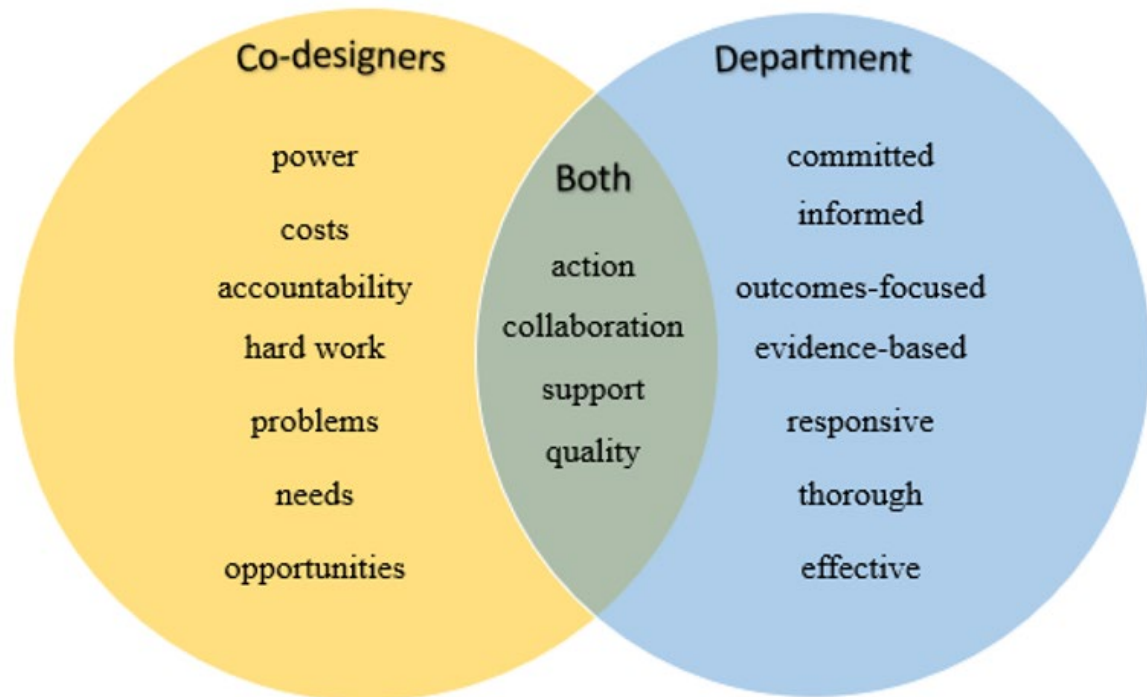 Co-designers
power
costs
accountability
hard work
problems
needs
opportunities
Both
action
collaboration
support
quality
Department
committed
informed
outcomes-focused
evidence-based
responsive
thorough
effective